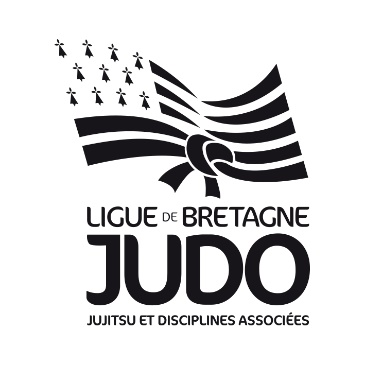 LIGUE DE BRETAGNE
JUDO
JUJITSU ET DISCIPLINES ASSOCIÉES